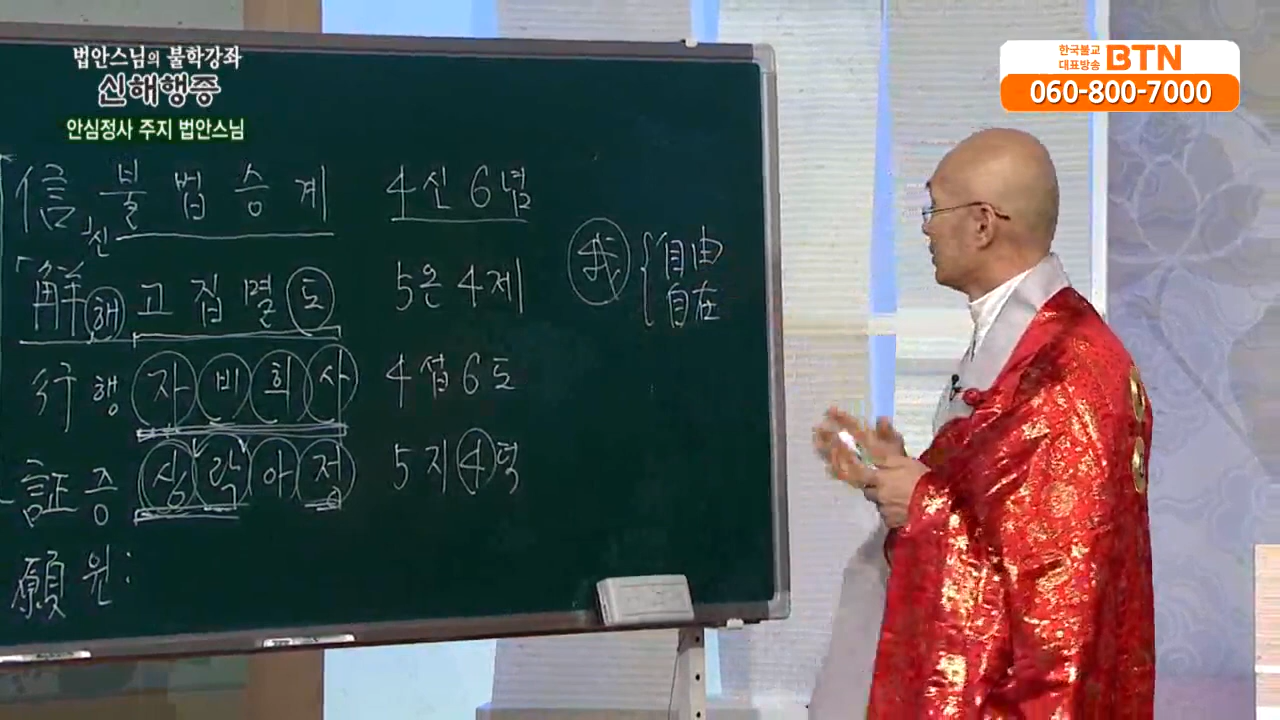 법안스님의 불학강좌
신해행증
안심정사 주지 법안스님
한국불교
대표방송 BTN
060-800-7000
信 신 불법승계 4신6념
解 해 고집멸도 5온4제
行 행 자비희사 4섭6도
証 증 상락아정 5지4덕
願 원:
我 { 自由
自在